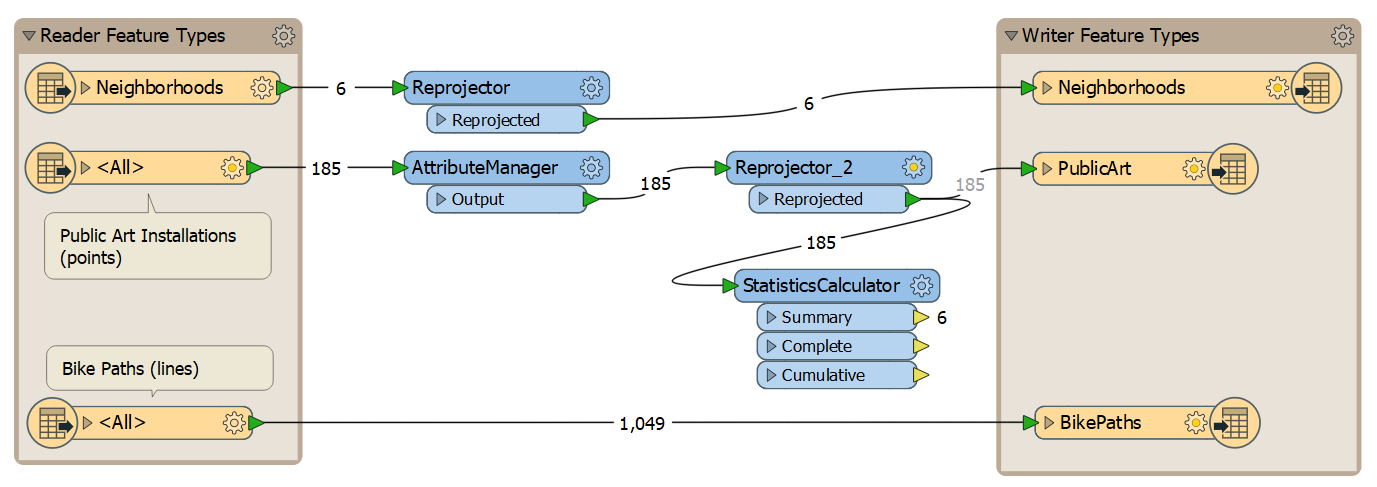 Reader Feature Types
Writer Feature Types
Neighborhoods
6
Reprojector
Reprojected
6
Neighborhoods
<All>
185
AttributeManager
Output
185
Reprojector_2
Reprojected
185
PublicArt
Public Art Installations
(points)
185
StatisticsCalculator
Summary
6
Complete
Cumulative
Bike Paths (lines)
<All>
1,049
BikePaths